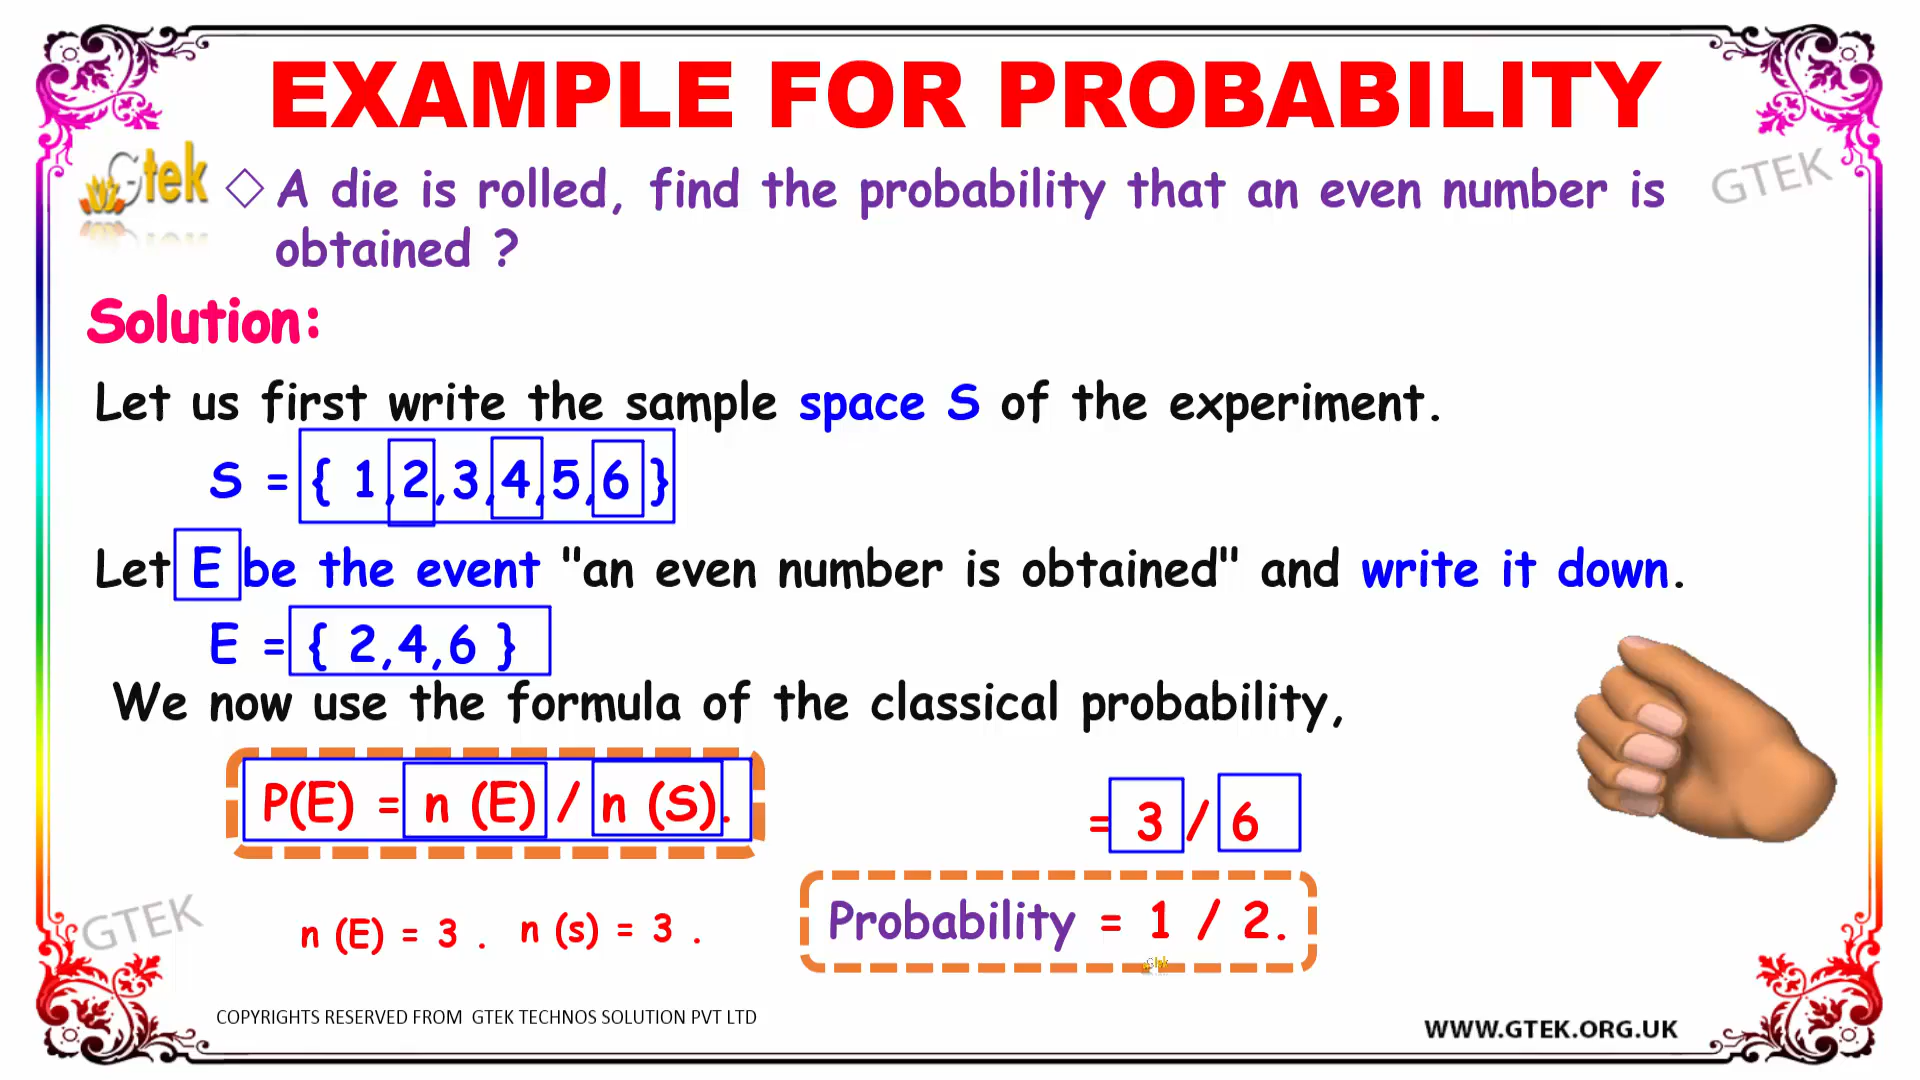 EXAMPLE FOR PROBABILITY
Gtek
◇ A die is rolled, find the probability that an even number is
obtained ?
GTEK
Solution:
Let us first write the sample space S of the experiment.
S = { 1,2,3,4,5,6 }
Let E be the event "an even number is obtained" and write it down.
E = { 2,4,6 }
We now use the formula of the classical probability,
P(E) = n (E) / n (S).
= 3 / 6
GTEK
n (E) = 3 . n (s) = 3 .
Probability = 1 / 2.
Gtek
COPYRIGHTS RESERVED FROM GTEK TECHNOS SOLUTION PVT LTD
WWW.GTEK.ORG.UK